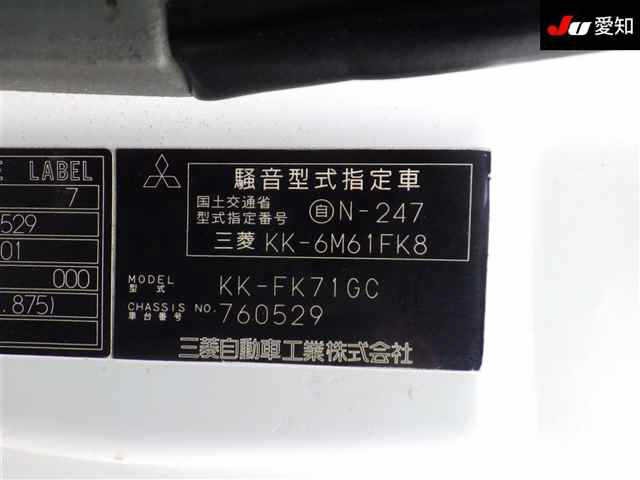 JU 愛知
E LABEL
7
529
01
000
.875)
騒音型式指定車
国土交通省
型式指定番号 自N-247
三菱 KK-6M61FK8
MODEL
型式 KK-FK71GC
CHASSIS NO.
車台番号 760529
三菱自動車工業株式会社